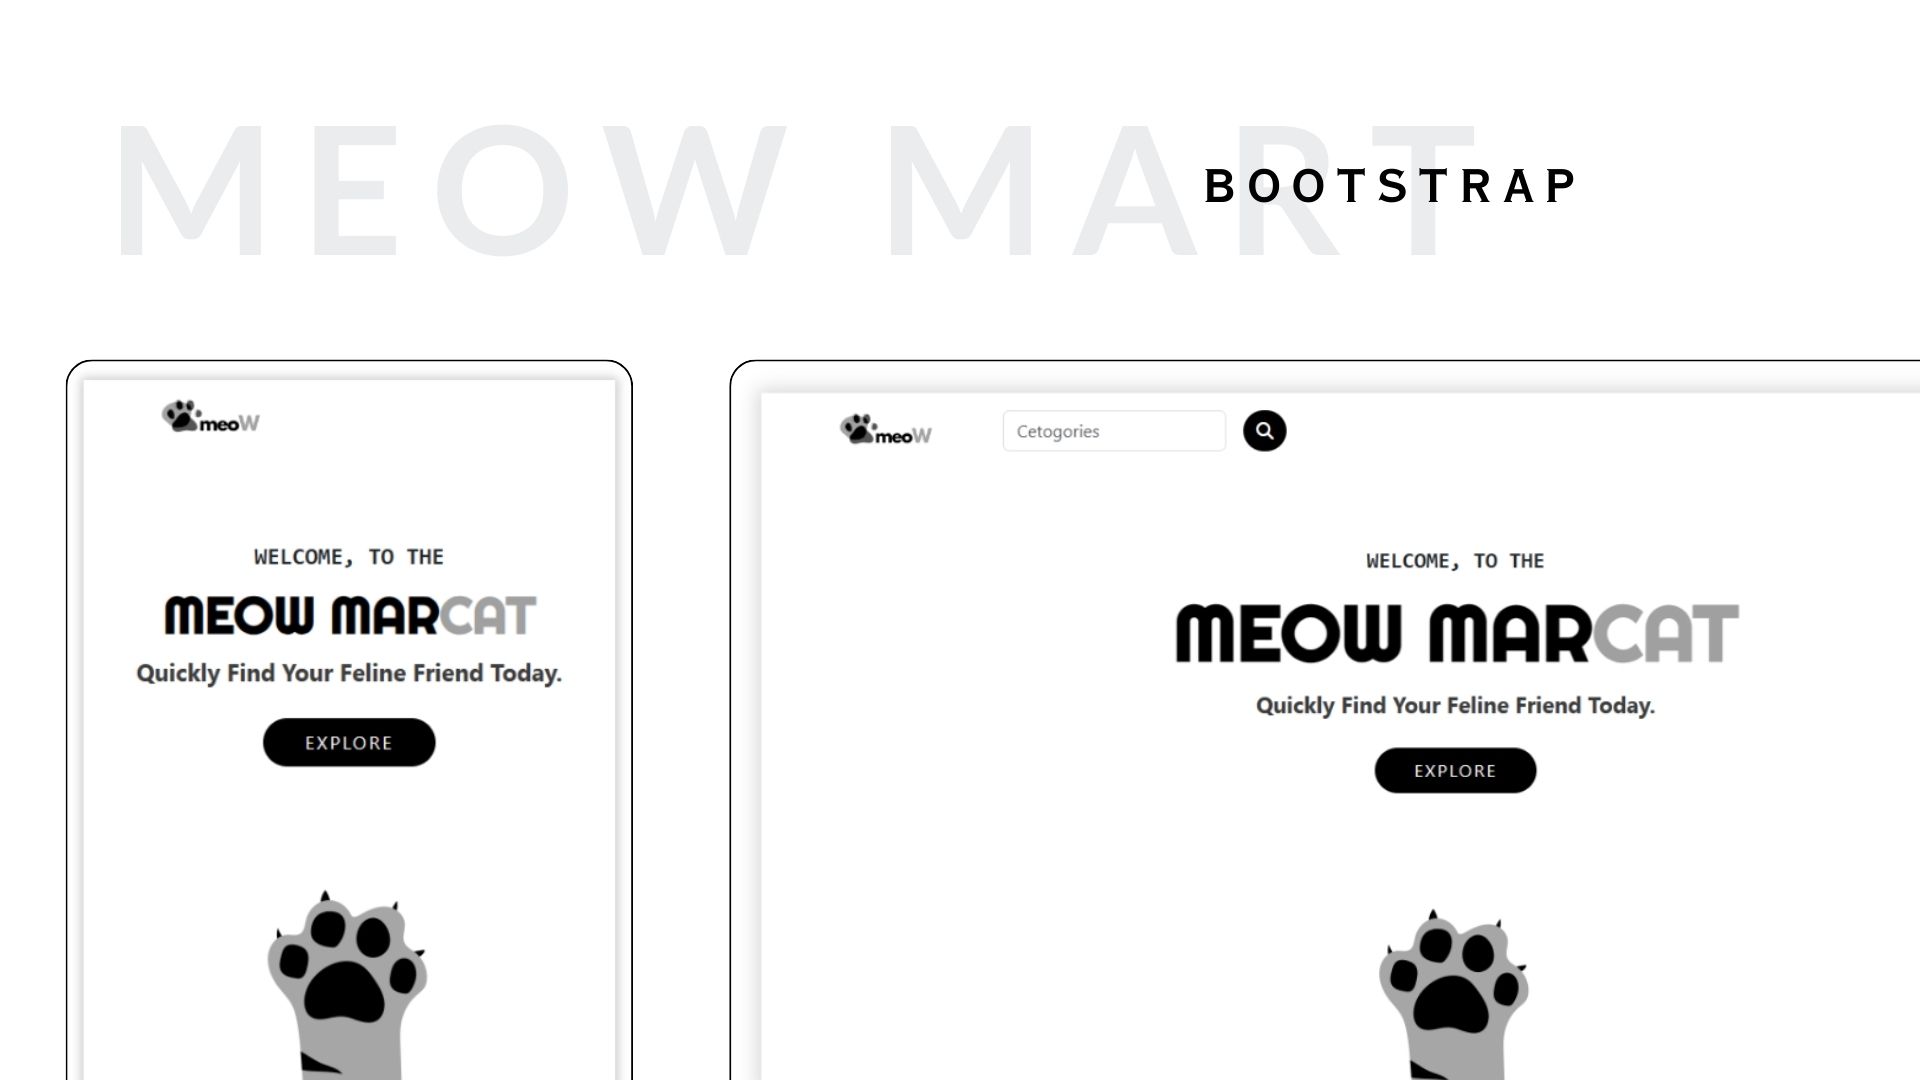 MEOW MART
BOOTSTRAP
meoW
WELCOME, TO THE
MEOW MARCAT
Quickly Find Your Feline Friend Today.
EXPLORE
meoW
Cetogories
WELCOME, TO THE
MEOW MARCAT
Quickly Find Your Feline Friend Today.
EXPLORE